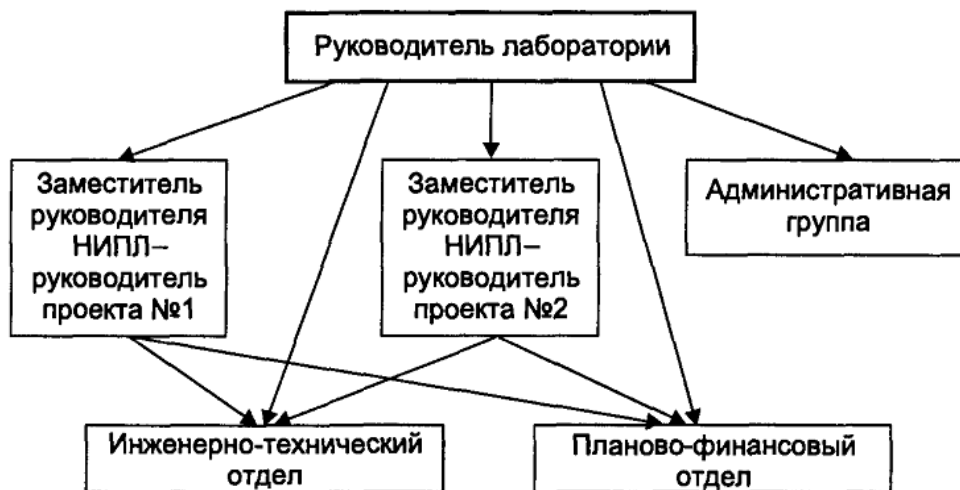 Руководитель лаборатории
Заместитель
руководителя
НИПЛ–
руководитель
проекта №1
Заместитель
руководителя
НИПЛ–
руководитель
проекта №2
Административная
группа
Инженерно-технический
отдел
Планово-финансовый
отдел